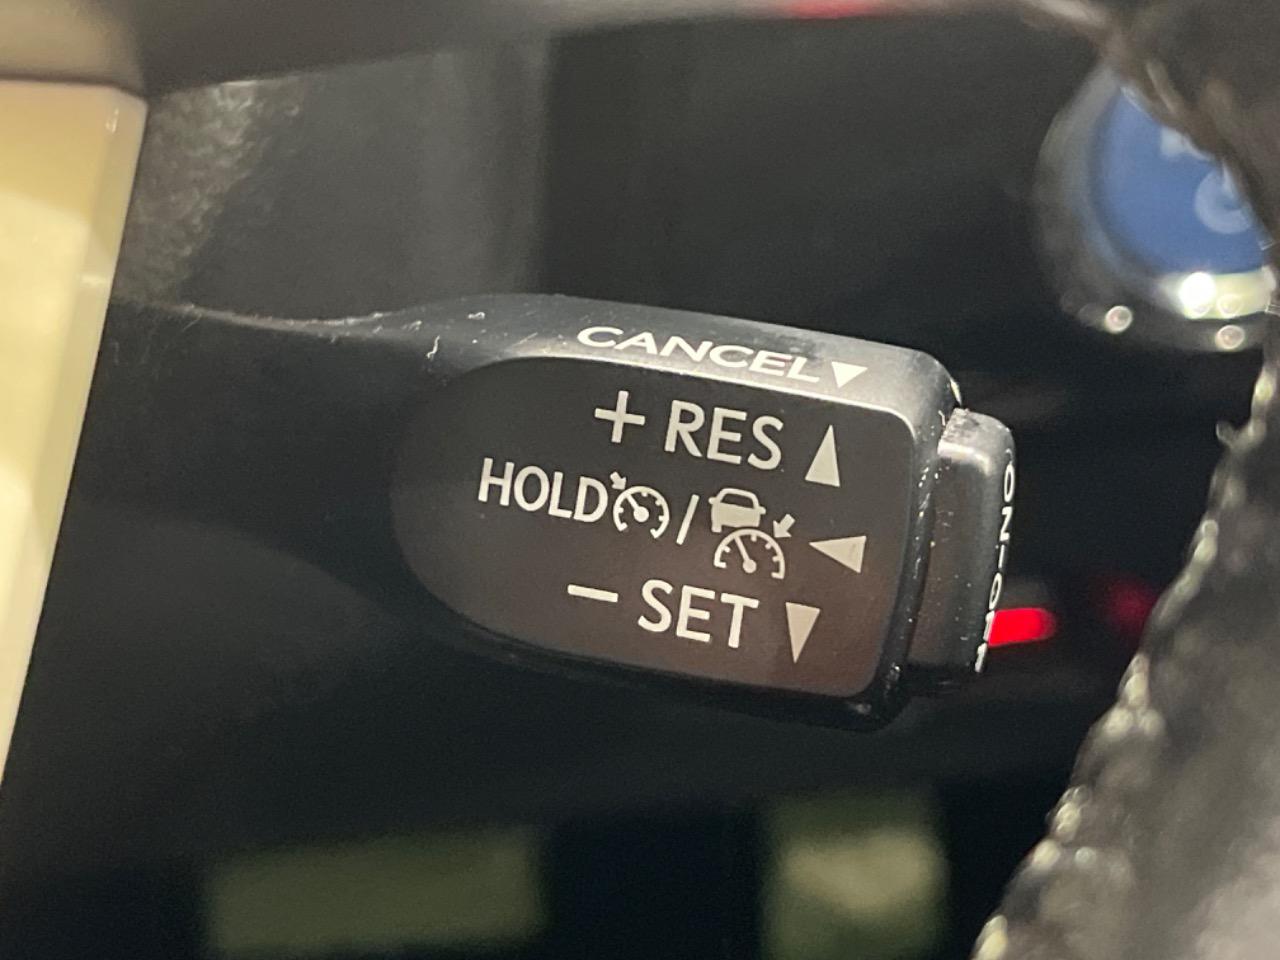 CANCEL▼
+ RES ▲
HOLD / ◀
− SET ▼
ON-OFF